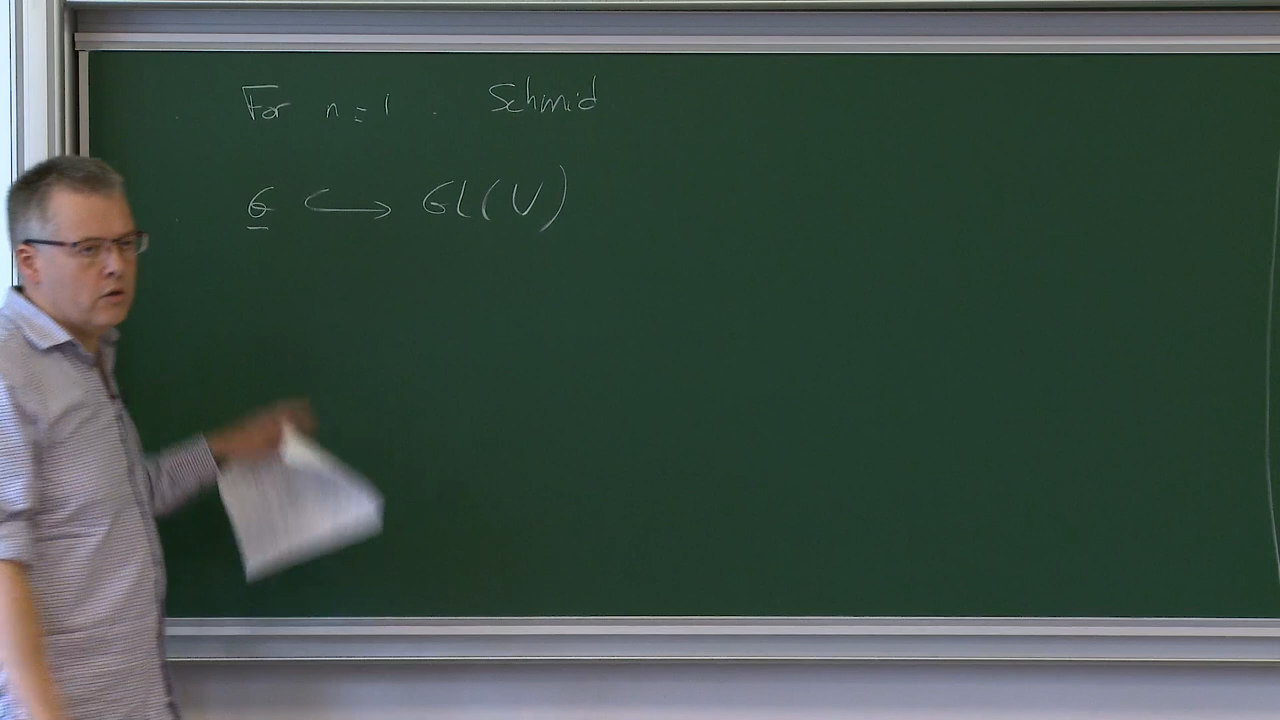 For n = 1 . Schmid
G ↪ GL(V)